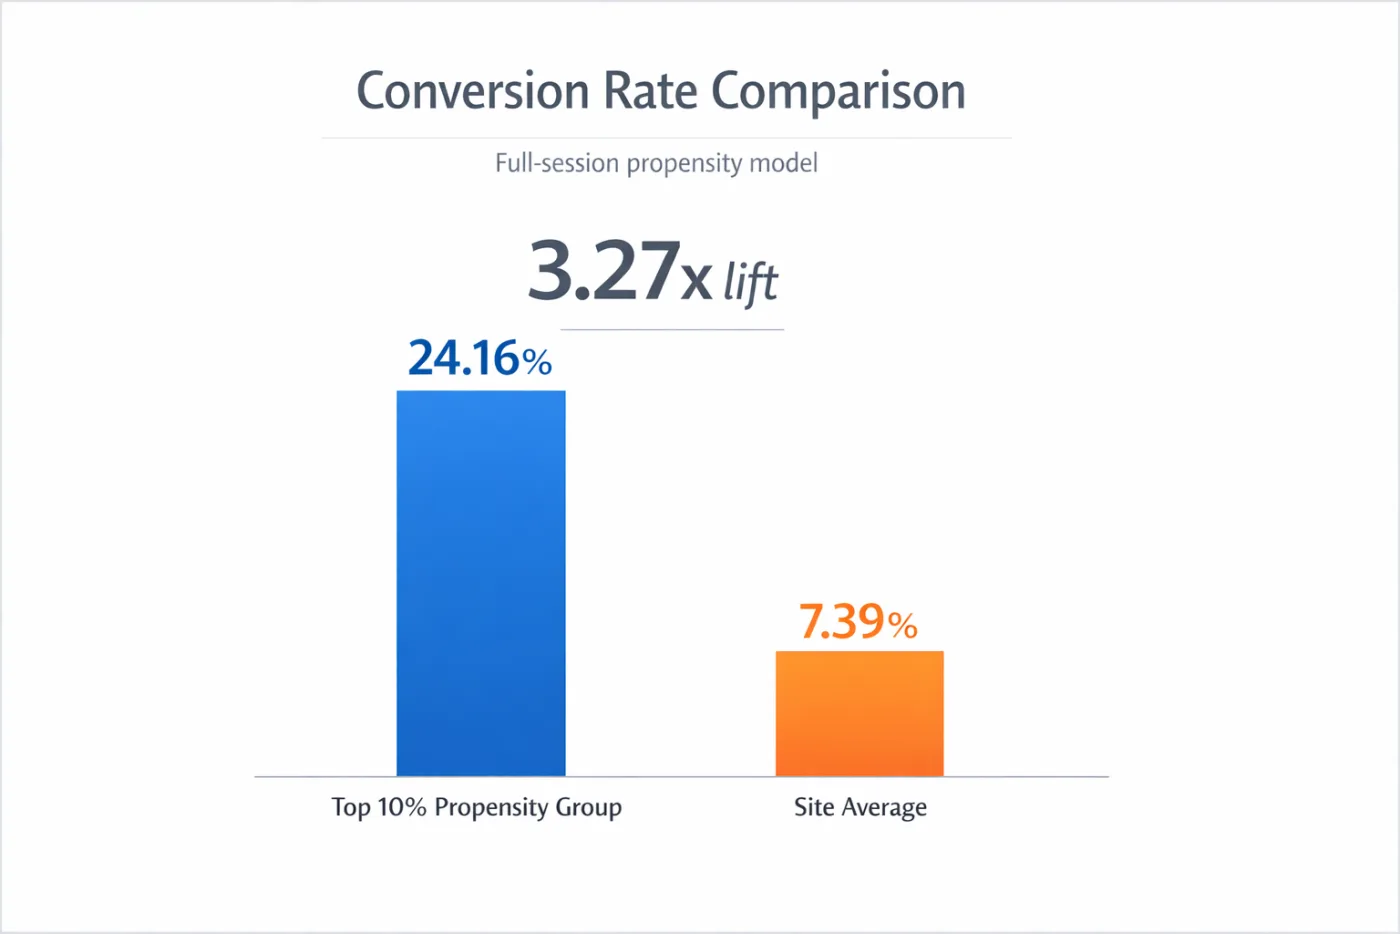 Conversion Rate Comparison
Full-session propensity model
3.27x lift
24.16%
7.39%
Top 10% Propensity Group
Site Average